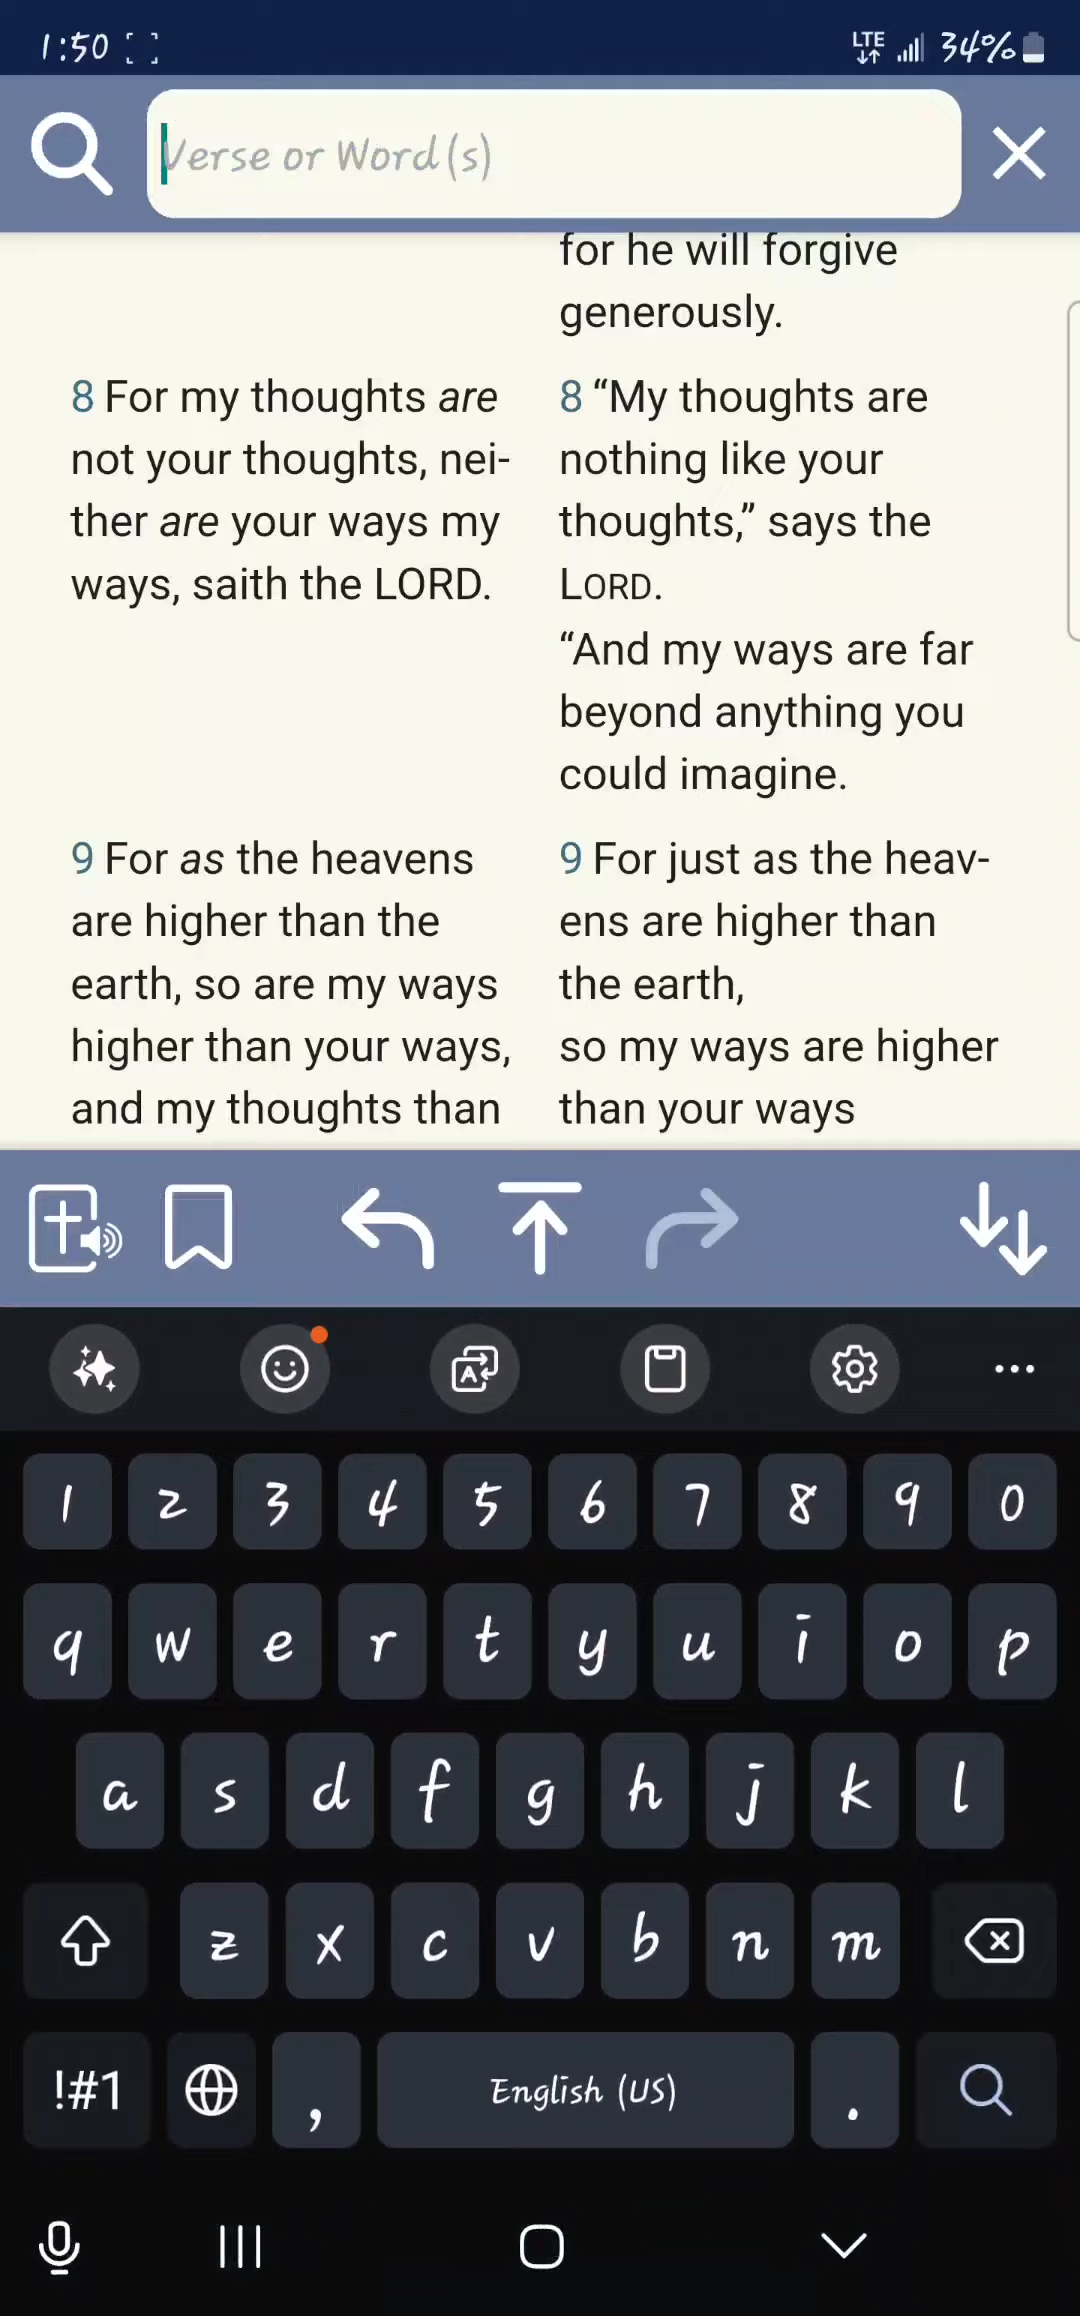 1:50
LTE
34%
Verse or Word(s)
for he will forgive
generously.
8 For my thoughts are
not your thoughts, nei-
ther are your ways my
ways, saith the LORD.
8 “My thoughts are
nothing like your
thoughts,” says the
LORD.
“And my ways are far
beyond anything you
could imagine.
9 For as the heavens
are higher than the
earth, so are my ways
higher than your ways,
and my thoughts than
9 For just as the heav-
ens are higher than
the earth,
so my ways are higher
than your ways
A
1 2 3 4 5 6 7 8 9 0
q w e r t y u i o p
a s d f g h j k l
z x c v b n m
!#1 , English (US) .